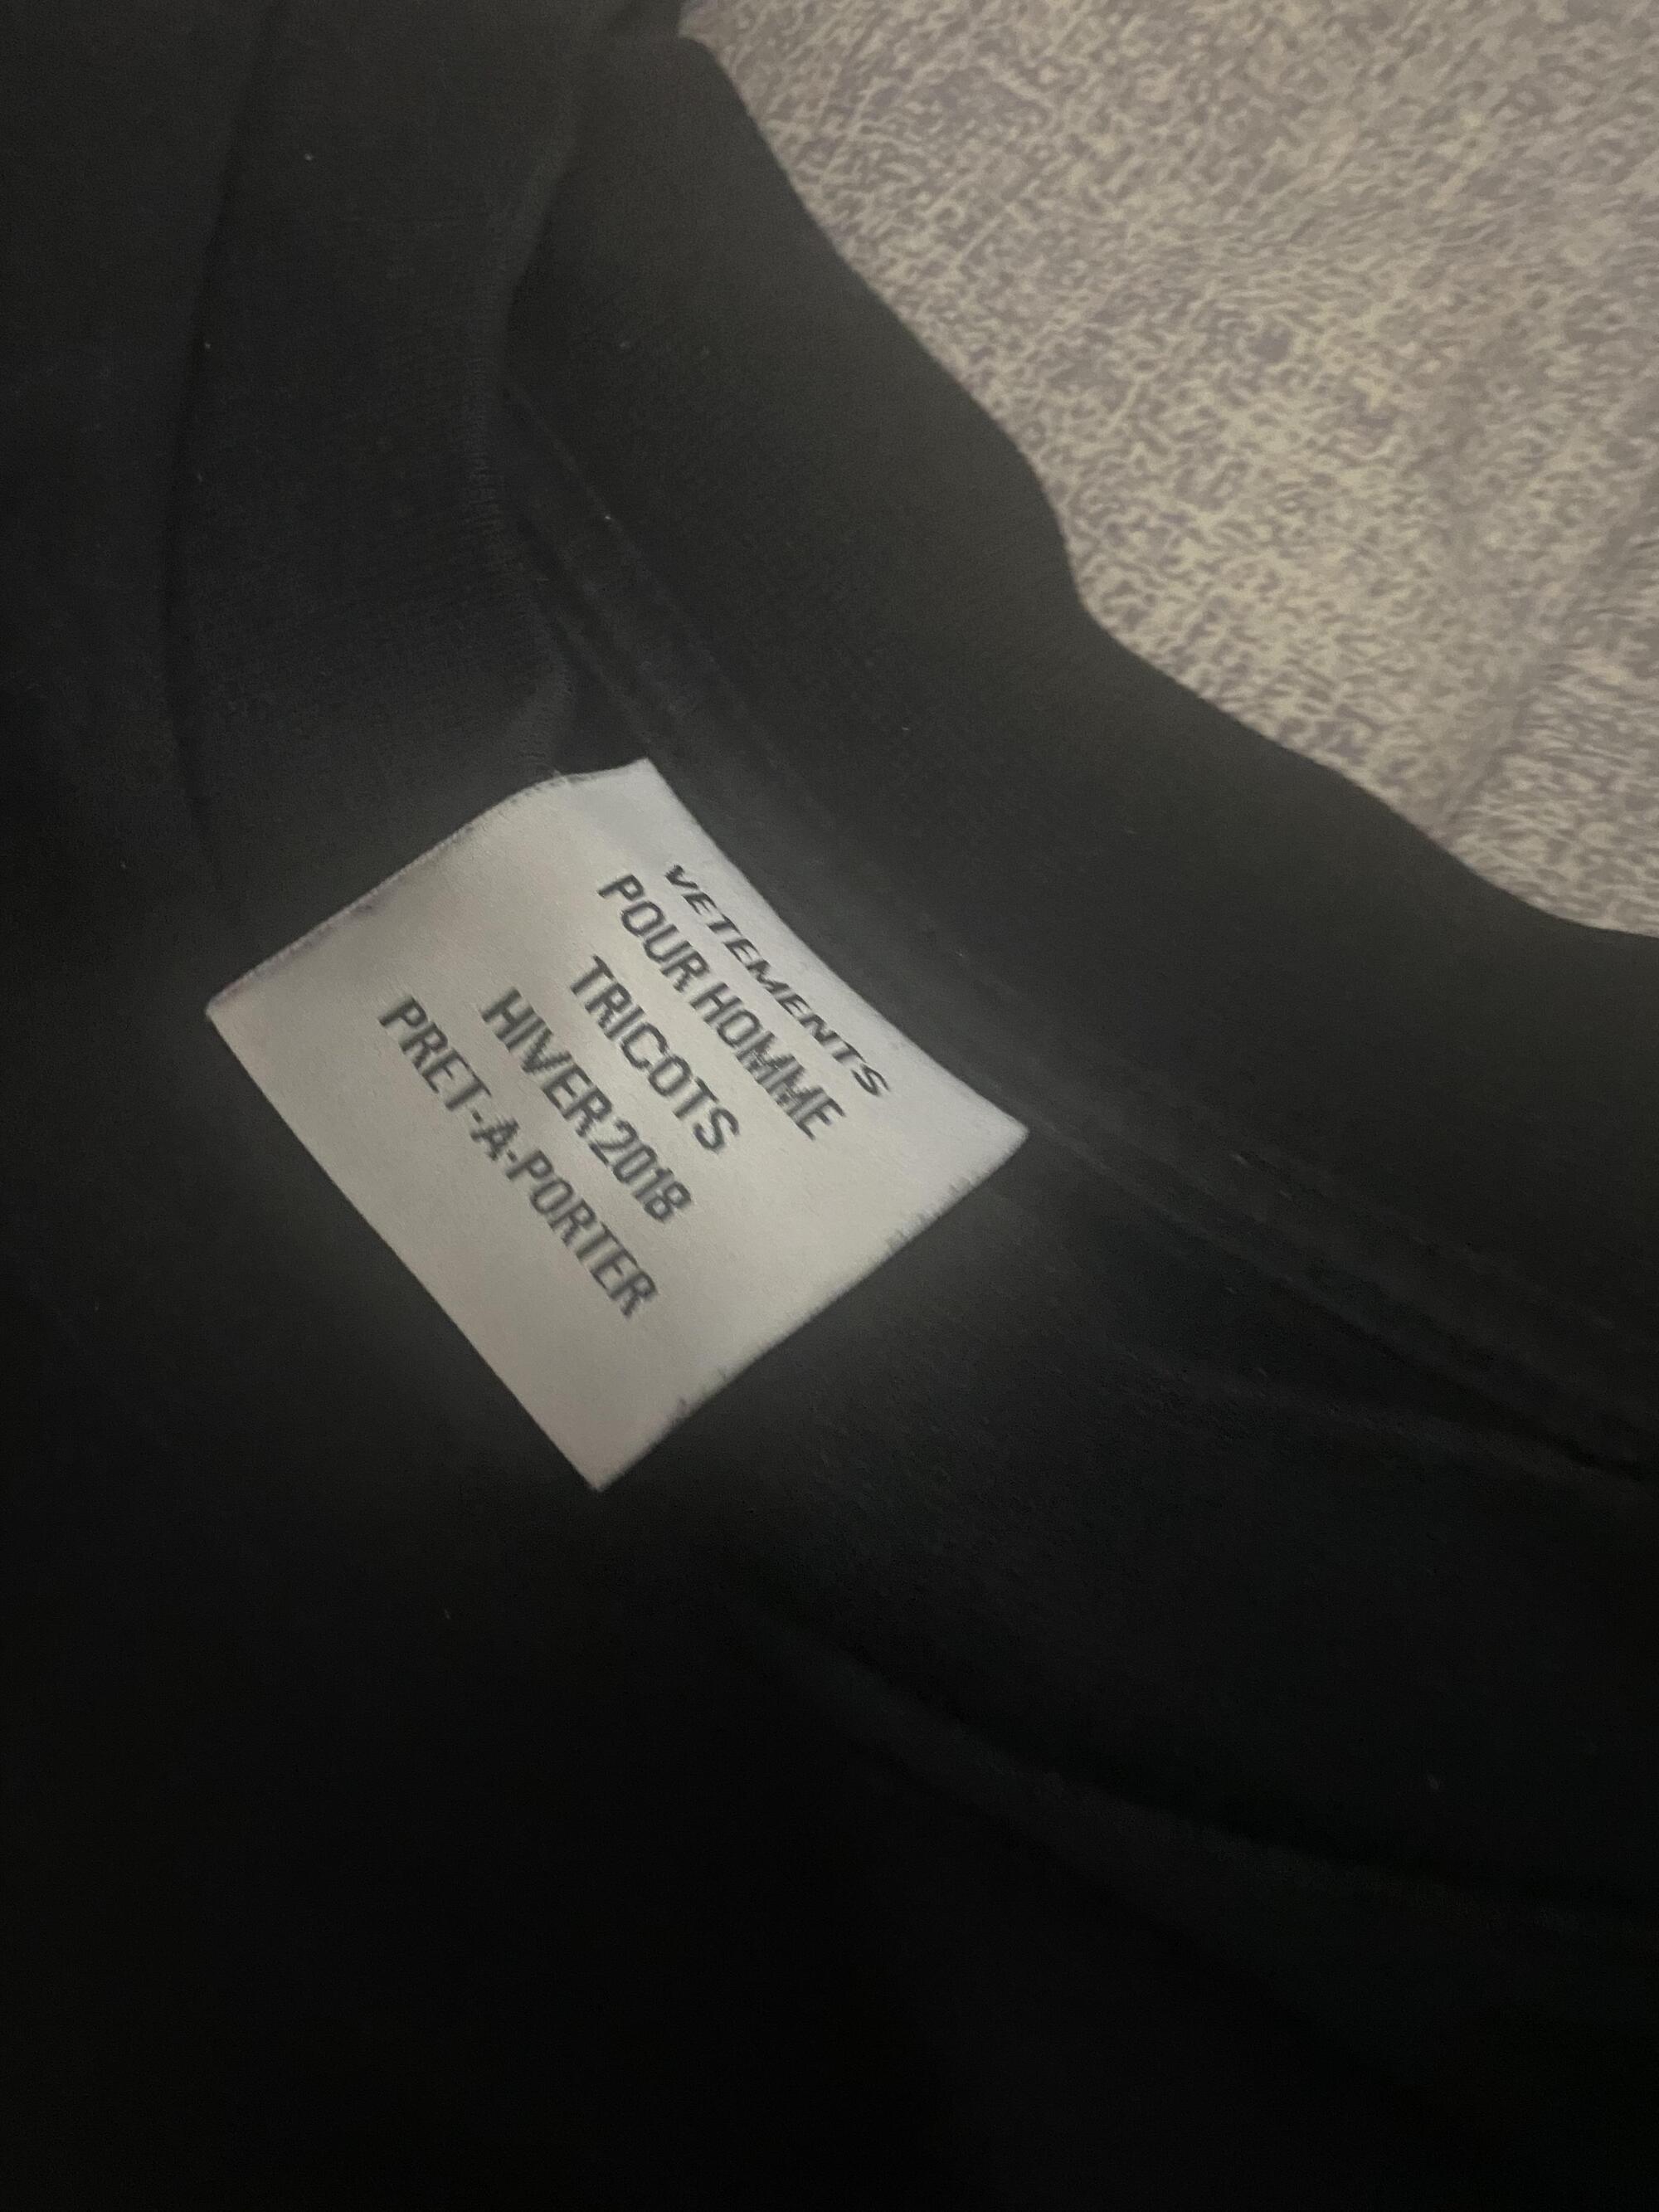 VETEMENTS
POUR HOMME
TRICOTS
HIVER 2018
PRET-A-PORTER